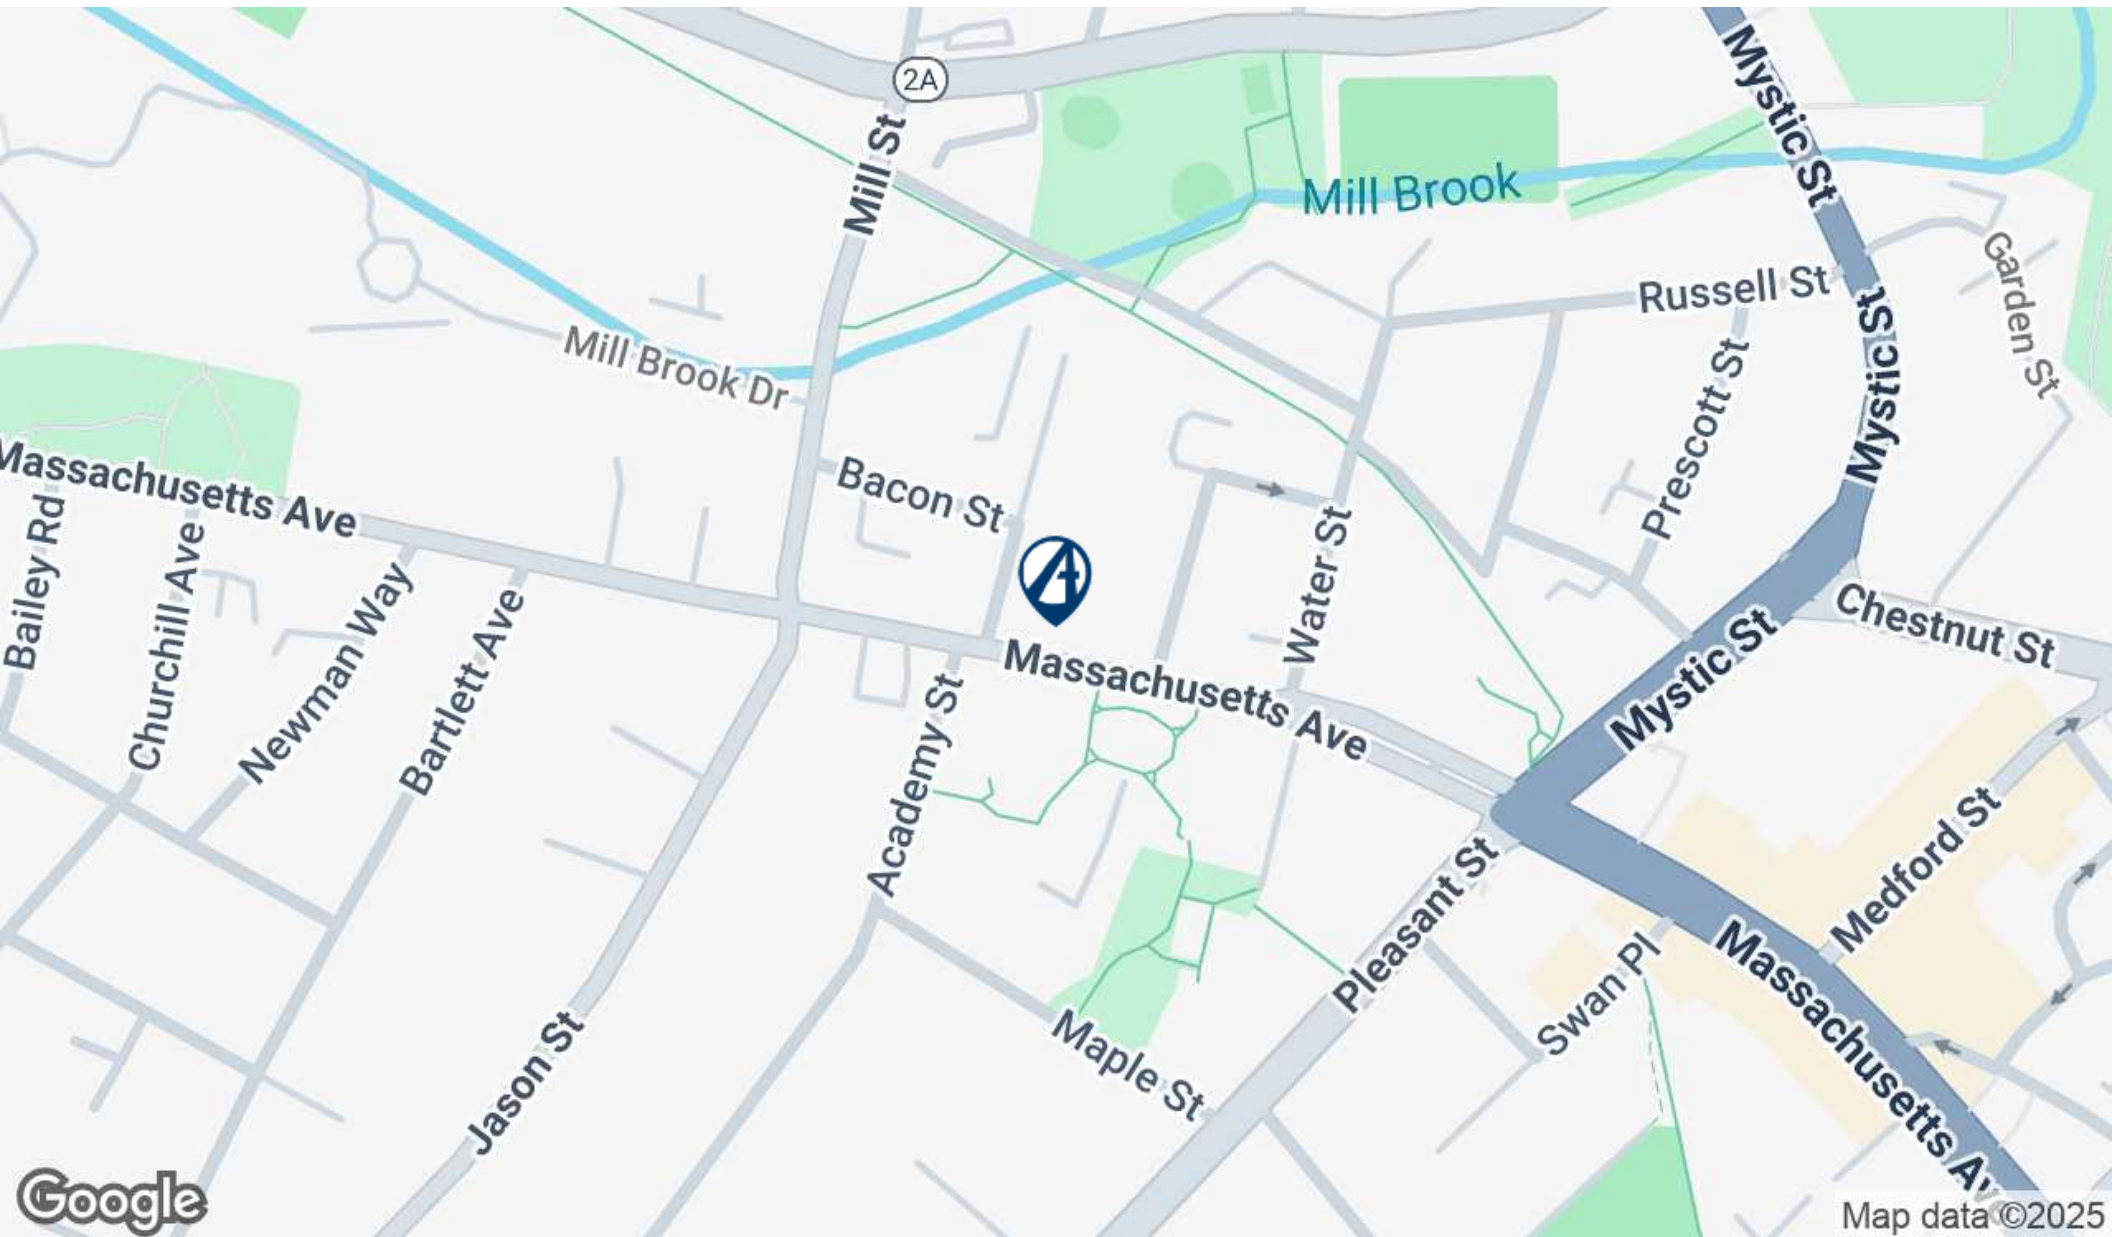 2A
Mystic St
Mill St
Mill Brook
Garden St
Russell St
Mystic St
Mill Brook Dr
Prescott St
Massachusetts Ave
Bacon St
Bailey Rd
Churchill Ave
Newman Way
Bartlett Ave
Water St
Chestnut St
Massachusetts Ave
Mystic St
Academy St
Medford St
Pleasant St
Swan Pl
Massachusetts Ave
Maple St
Jason St
Google
Map data ©2025